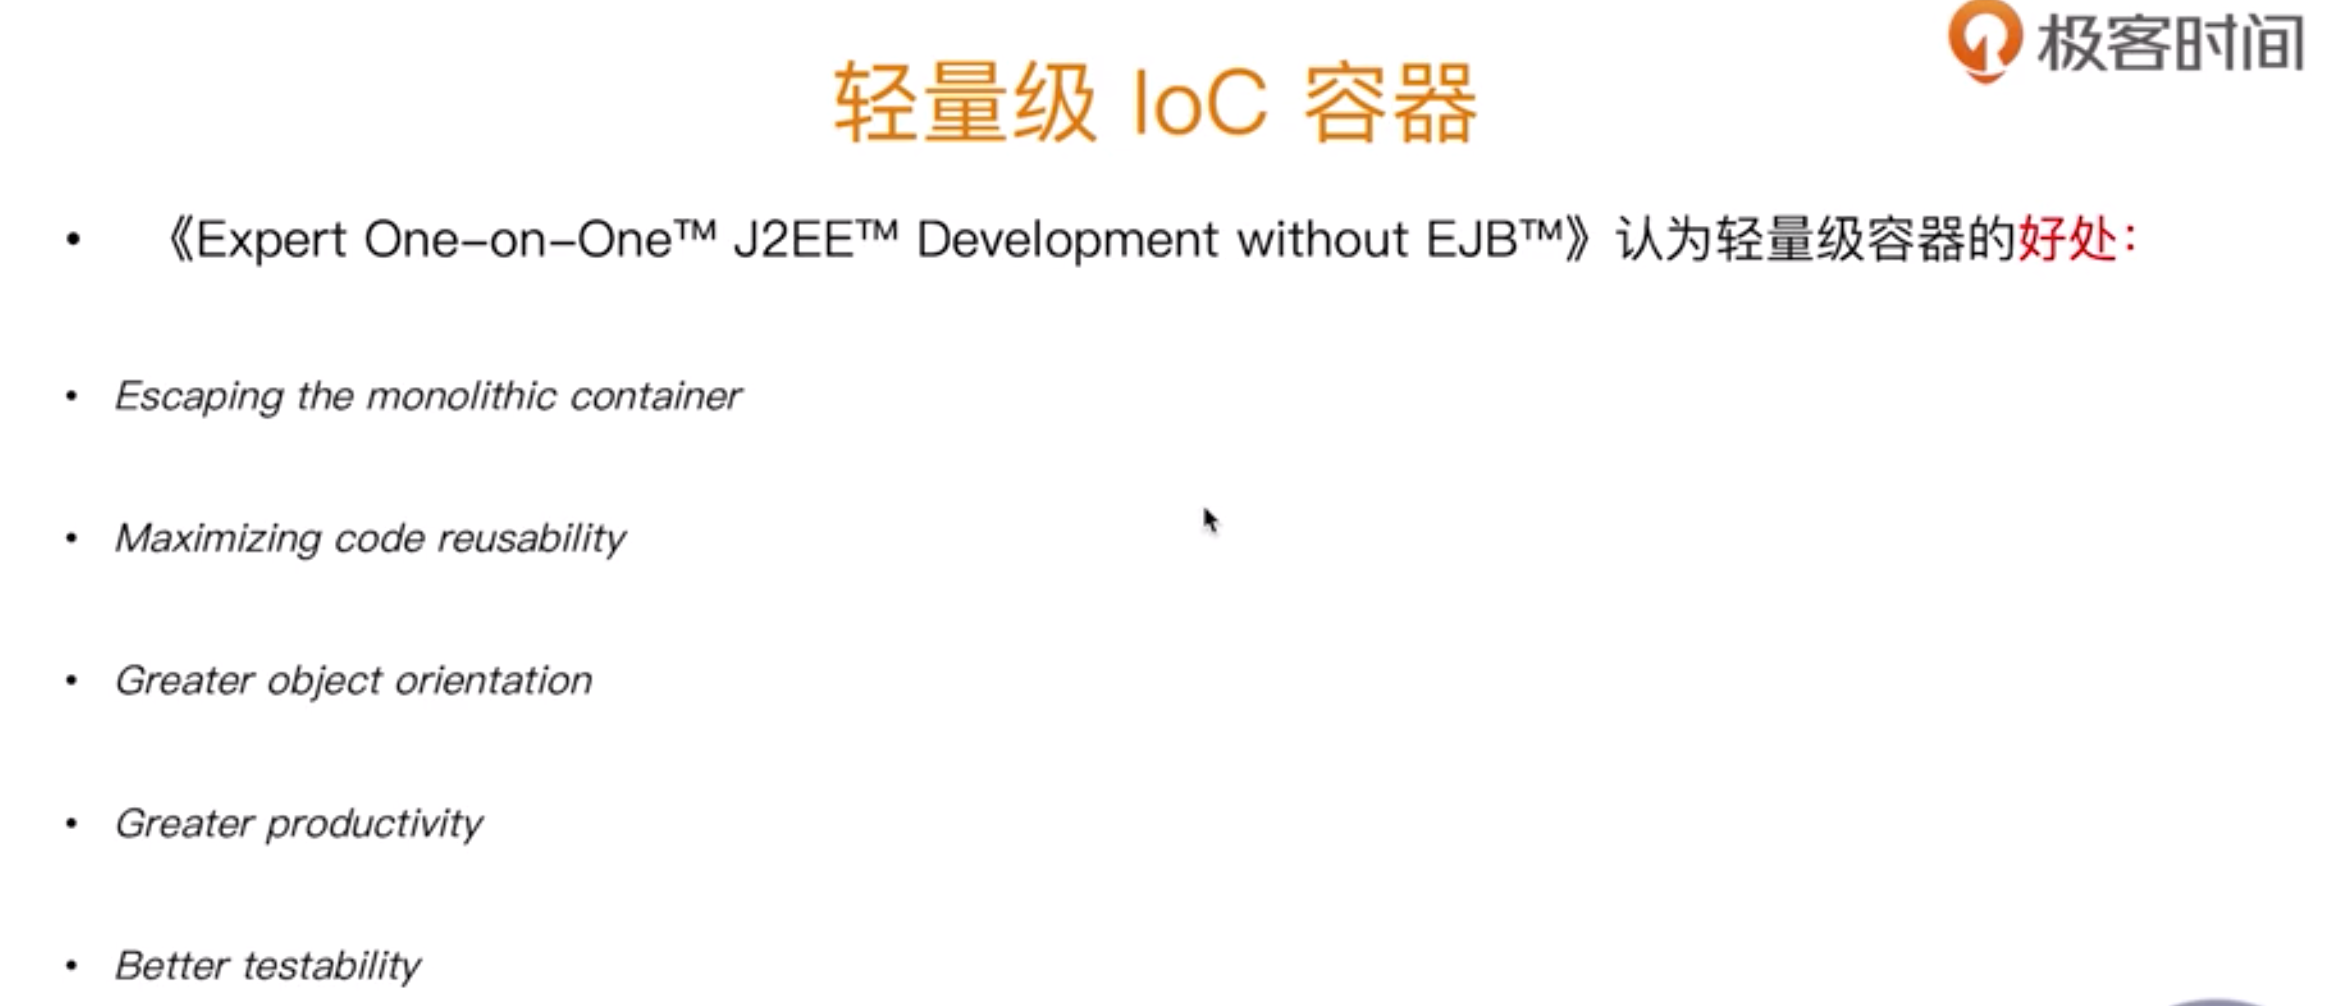 极客时间
轻量级 IoC 容器
• 《Expert One–on–One™ J2EE™ Development without EJB™》认为轻量级容器的好处：
• Escaping the monolithic container
• Maximizing code reusability
• Greater object orientation
• Greater productivity
• Better testability